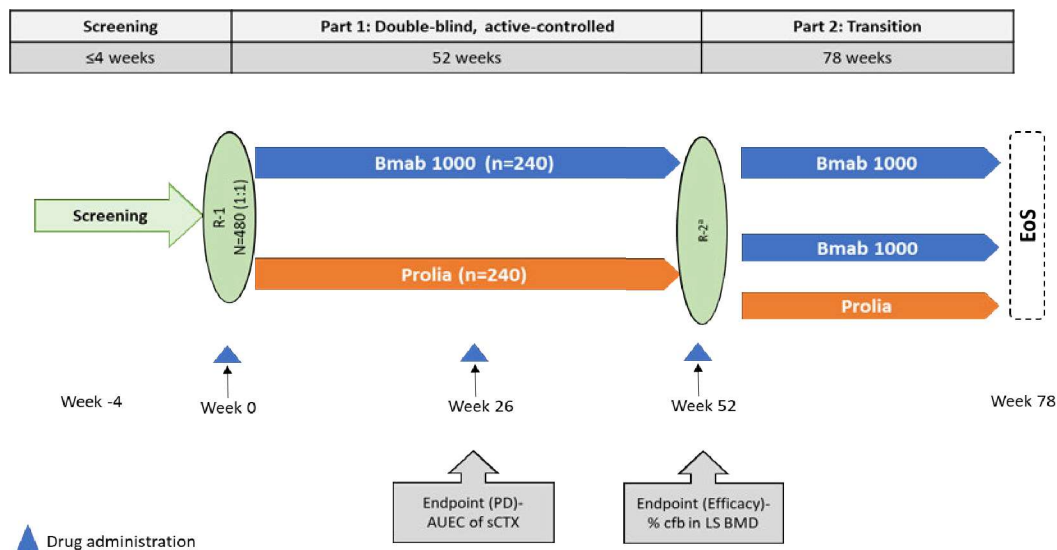 Screening
Part 1: Double-blind, active-controlled
Part 2: Transition
≤4 weeks
52 weeks
78 weeks
Screening
R-1
N=480 (1:1)
Bmab 1000 (n=240)
Prolia (n=240)
R-2ª
Bmab 1000
Bmab 1000
Prolia
EoS
Week -4
Week 0
Week 26
Week 52
Week 78
Endpoint (PD)-
AUEC of sCTX
Endpoint (Efficacy)-
% cfb in LS BMD
Drug administration